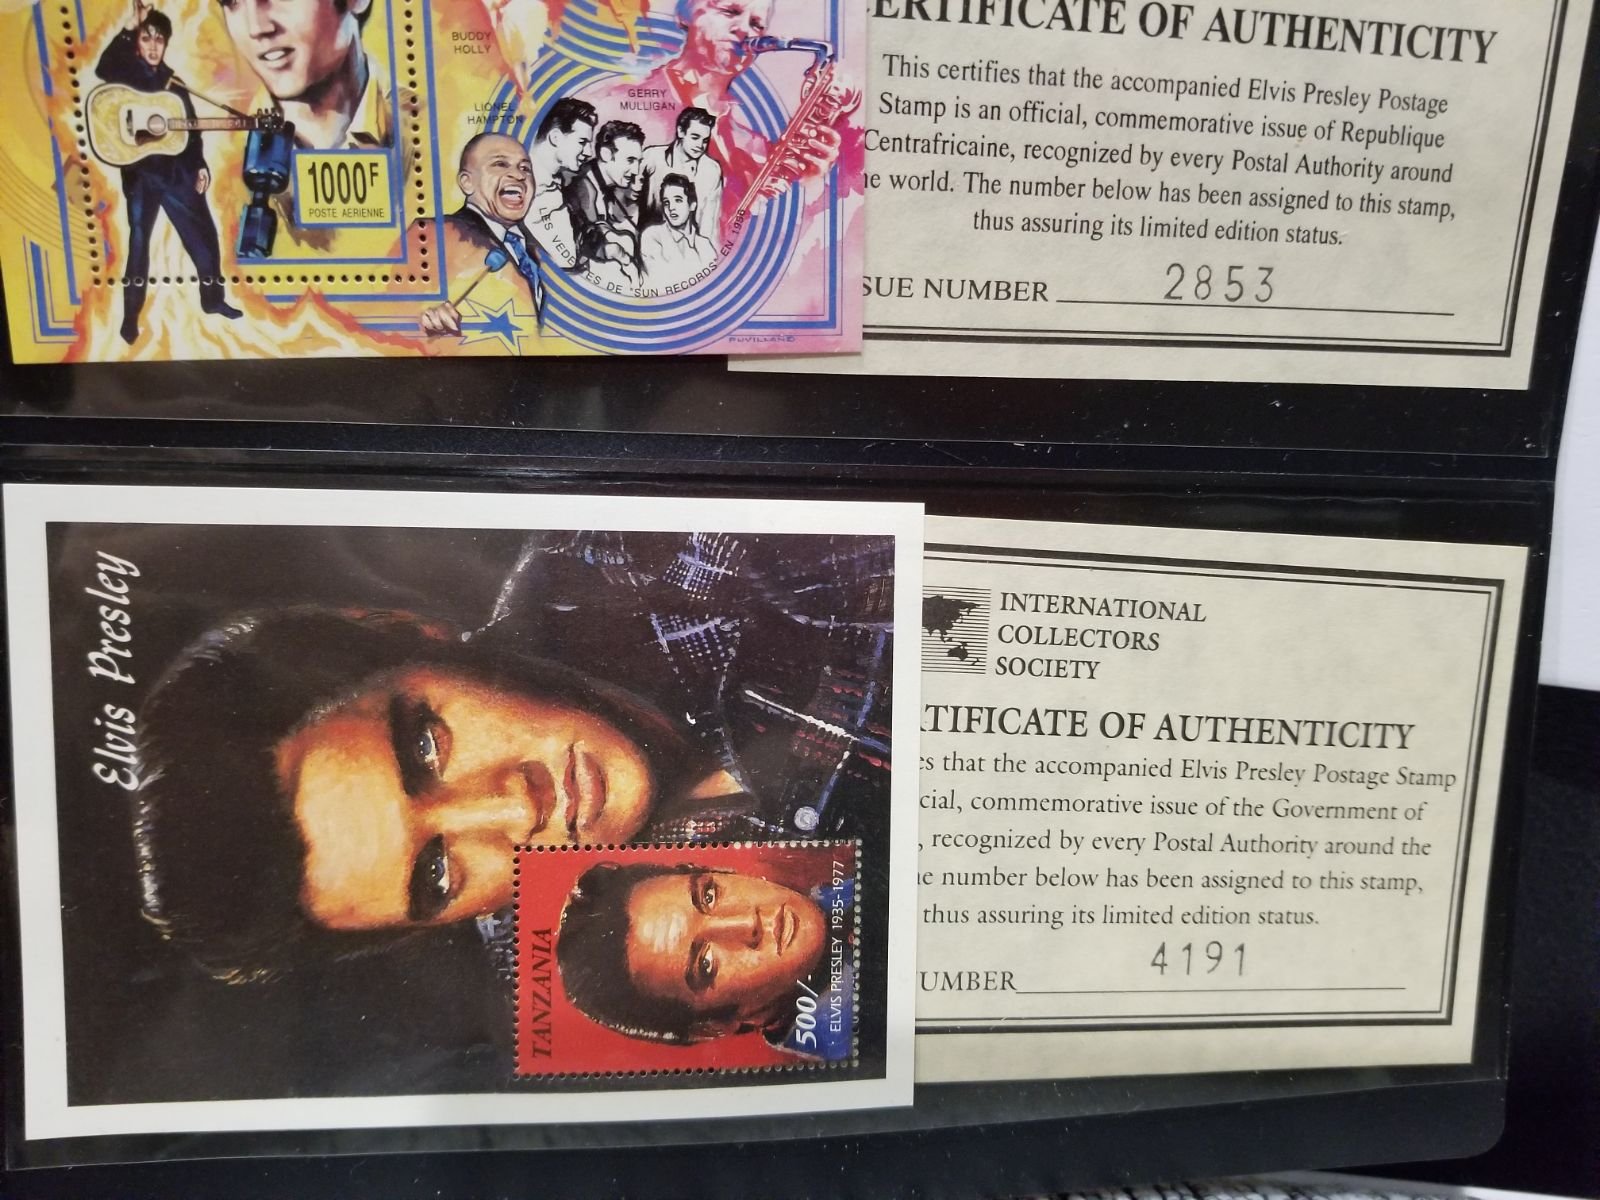 BUDDY
HOLLY
LIONEL
HAMPTON
GERRY
MULLIGAN
1000F
POSTE AERIENNE
LES VEDETTES DE "SUN RECORDS" EN 1956
PUVILLAND
ERTIFICATE OF AUTHENTICITY
This certifies that the accompanied Elvis Presley Postage
Stamp is an official, commemorative issue of Republique
Centrafricaine, recognized by every Postal Authority around
he world. The number below has been assigned to this stamp,
thus assuring its limited edition status.
SUE NUMBER 2853
Elvis Presley
TANZANIA
500/-
ELVIS PRESLEY 1935-1977
INTERNATIONAL
COLLECTORS
SOCIETY
TIFICATE OF AUTHENTICITY
es that the accompanied Elvis Presley Postage Stamp
cial, commemorative issue of the Government of
, recognized by every Postal Authority around the
e number below has been assigned to this stamp,
thus assuring its limited edition status.
UMBER 4191